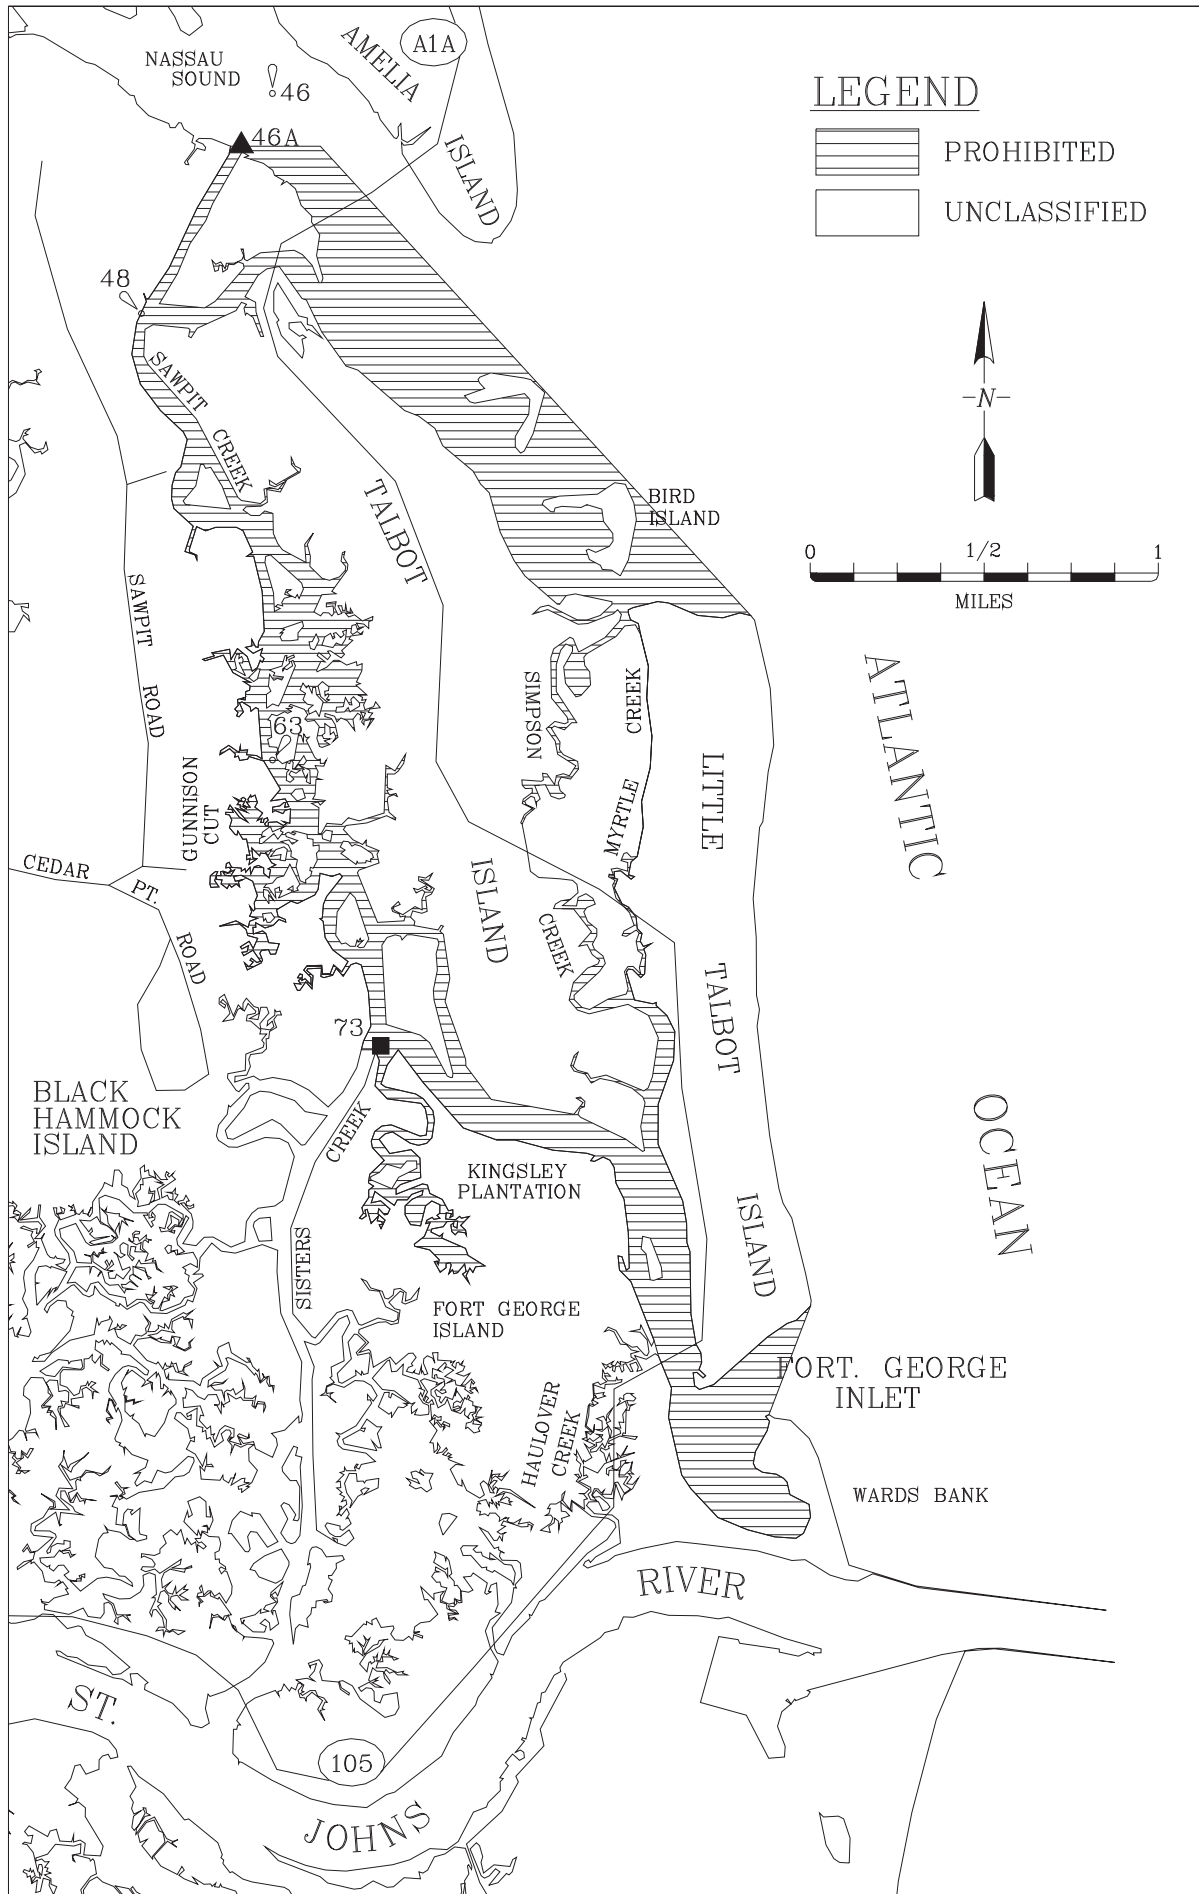 NASSAU
SOUND
46
AMELIA
A1A
ISLAND
46A
LEGEND
PROHIBITED
UNCLASSIFIED
48
-N-
SAWPIT
CREEK
TALBOT
BIRD
ISLAND
0 1/2 1
MILES
SAWPIT
ROAD
63
GUNNISON
CUT
SIMPSON
CREEK
MYRTLE
CREEK
LITTLE
ATLANTIC
CEDAR
PT.
ROAD
ISLAND
CREEK
TALBOT
73
BLACK
HAMMOCK
ISLAND
CREEK
OCEAN
KINGSLEY
PLANTATION
ISLAND
SISTERS
FORT GEORGE
ISLAND
FORT. GEORGE
INLET
HAULOVER
CREEK
WARDS BANK
RIVER
ST.
105
JOHNS